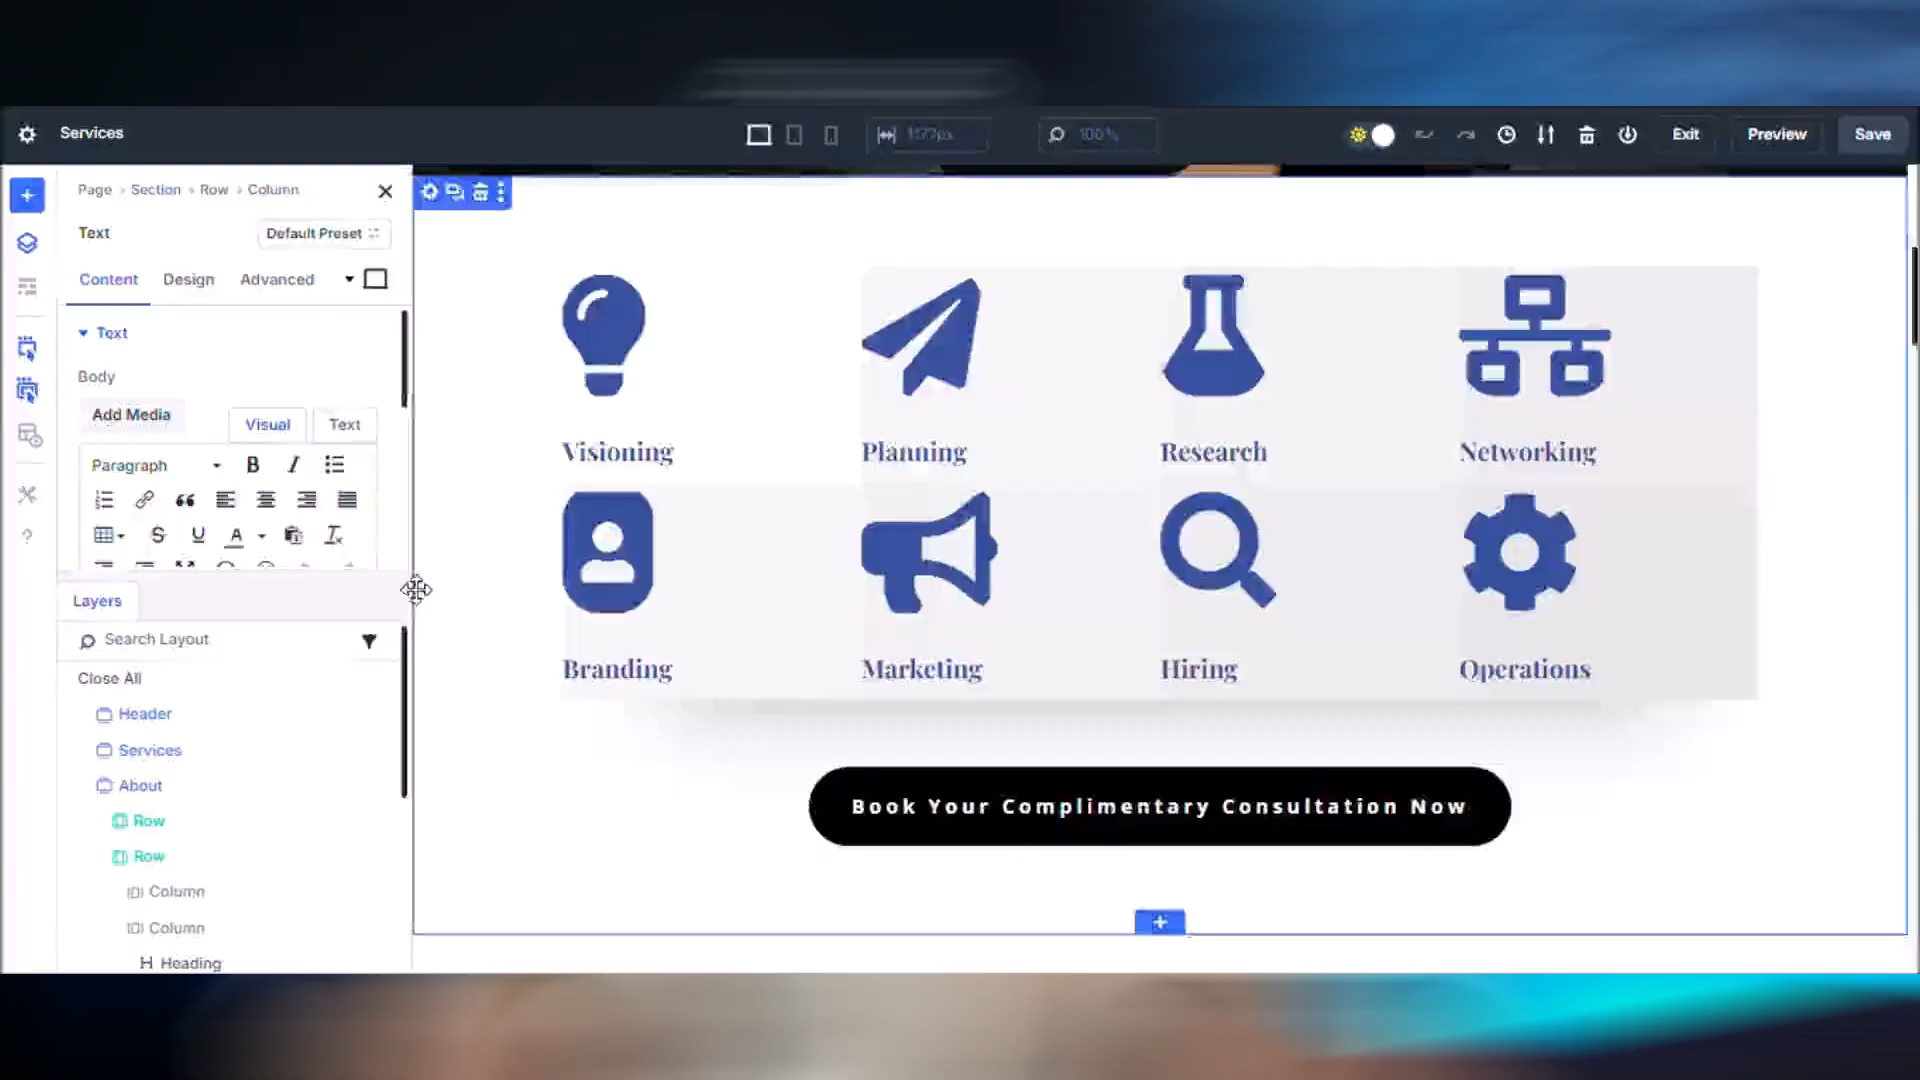 Services
1177px
100%
Exit
Preview
Save
Page > Section > Row > Column
Text
Default Preset
Content
Design
Advanced
Text
Body
Add Media
Visual
Text
Paragraph
Layers
Search Layout
Close All
Header
Services
About
Row
Row
Column
Column
Heading
Visioning
Planning
Research
Networking
Branding
Marketing
Hiring
Operations
Book Your Complimentary Consultation Now